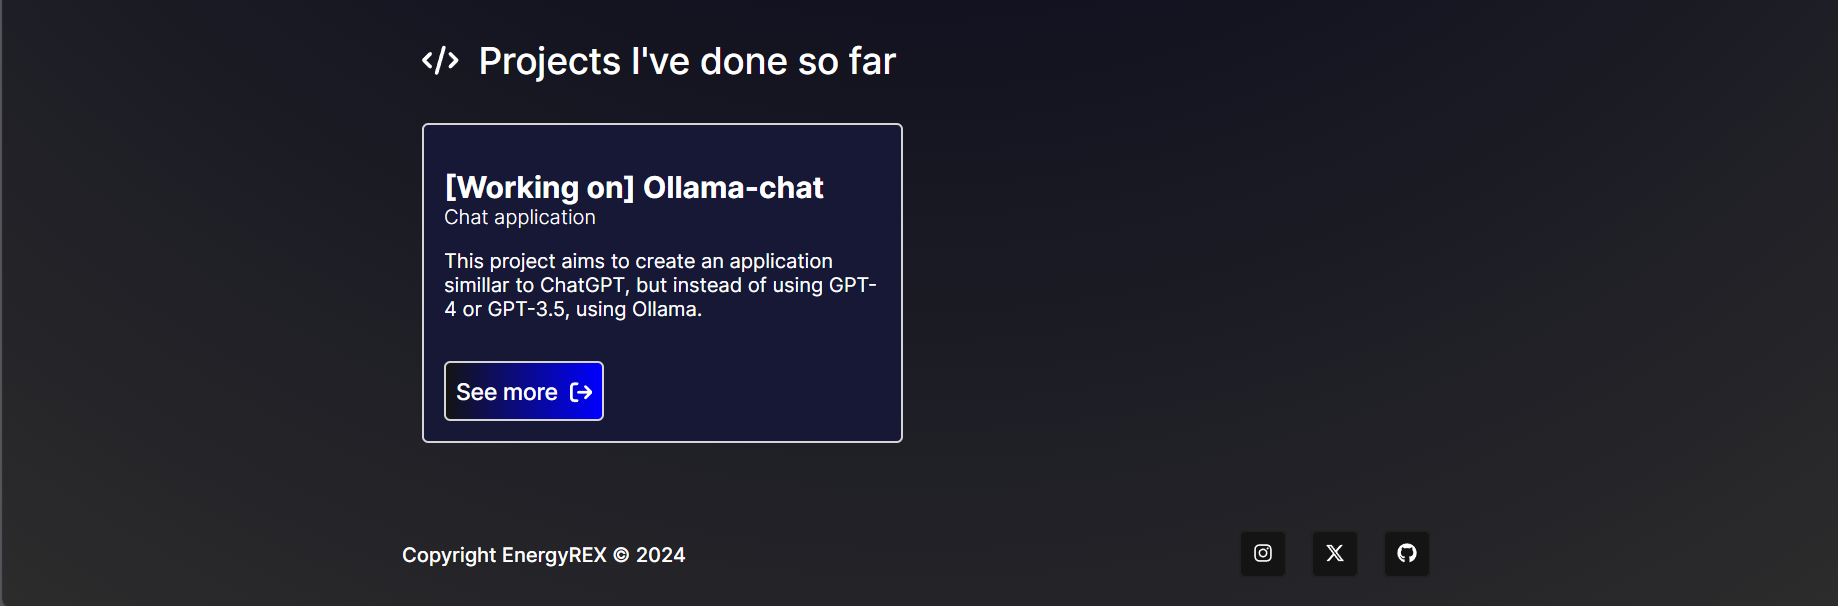 Projects I've done so far
[Working on] Ollama-chat
Chat application
This project aims to create an application
simillar to ChatGPT, but instead of using GPT-
4 or GPT-3.5, using Ollama.
See more
Copyright EnergyREX © 2024